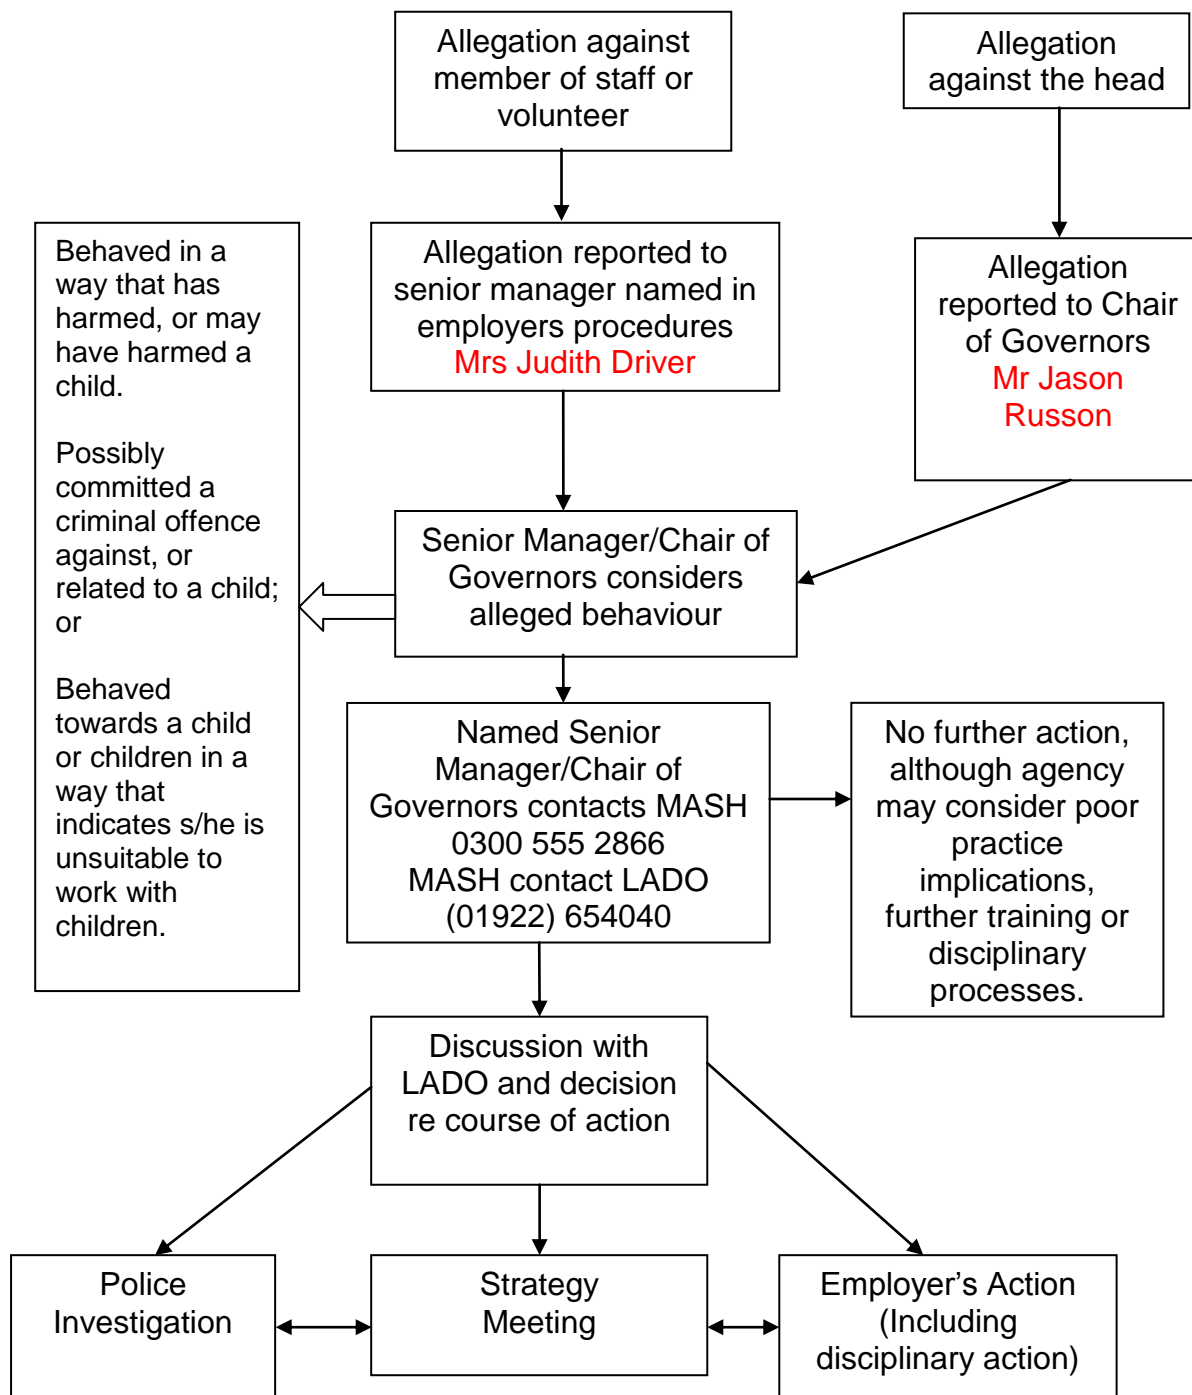 Allegation against
member of staff or
volunteer
Allegation
against the head
Behaved in a
way that has
harmed, or may
have harmed a
child.
Possibly
committed a
criminal offence
against, or
related to a child;
or
Behaved
towards a child
or children in a
way that
indicates s/he is
unsuitable to
work with
children.
Allegation reported to
senior manager named in
employers procedures
Mrs Judith Driver
Allegation
reported to Chair
of Governors
Mr Jason
Russon
Senior Manager/Chair of
Governors considers
alleged behaviour
Named Senior
Manager/Chair of
Governors contacts MASH
0300 555 2866
MASH contact LADO
(01922) 654040
No further action,
although agency
may consider poor
practice
implications,
further training or
disciplinary
processes.
Discussion with
LADO and decision
re course of action
Police
Investigation
Strategy
Meeting
Employer’s Action
(Including
disciplinary action)